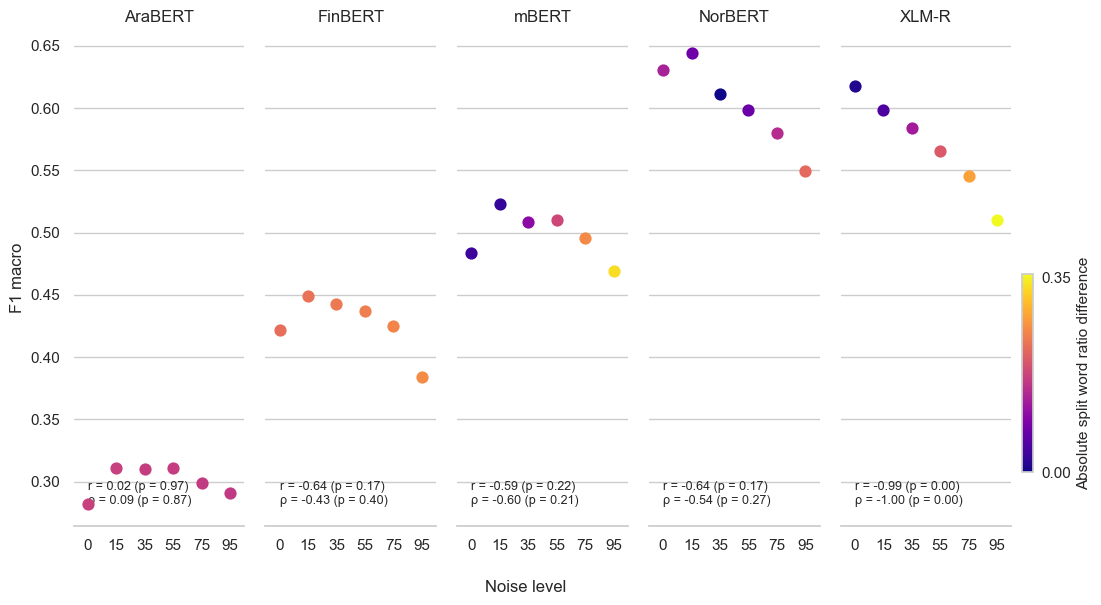 AraBERT
FinBERT
mBERT
NorBERT
XLM-R
0.65
0.60
0.55
0.50
0.45
0.40
0.35
0.30
F1 macro
r = 0.02 (p = 0.97)
ρ = 0.09 (p = 0.87)
r = -0.64 (p = 0.17)
ρ = -0.43 (p = 0.40)
r = -0.59 (p = 0.22)
ρ = -0.60 (p = 0.21)
r = -0.64 (p = 0.17)
ρ = -0.54 (p = 0.27)
r = -0.99 (p = 0.00)
ρ = -1.00 (p = 0.00)
0 15 35 55 75 95
0 15 35 55 75 95
0 15 35 55 75 95
0 15 35 55 75 95
0 15 35 55 75 95
Noise level
0.35
0.00
Absolute split word ratio difference